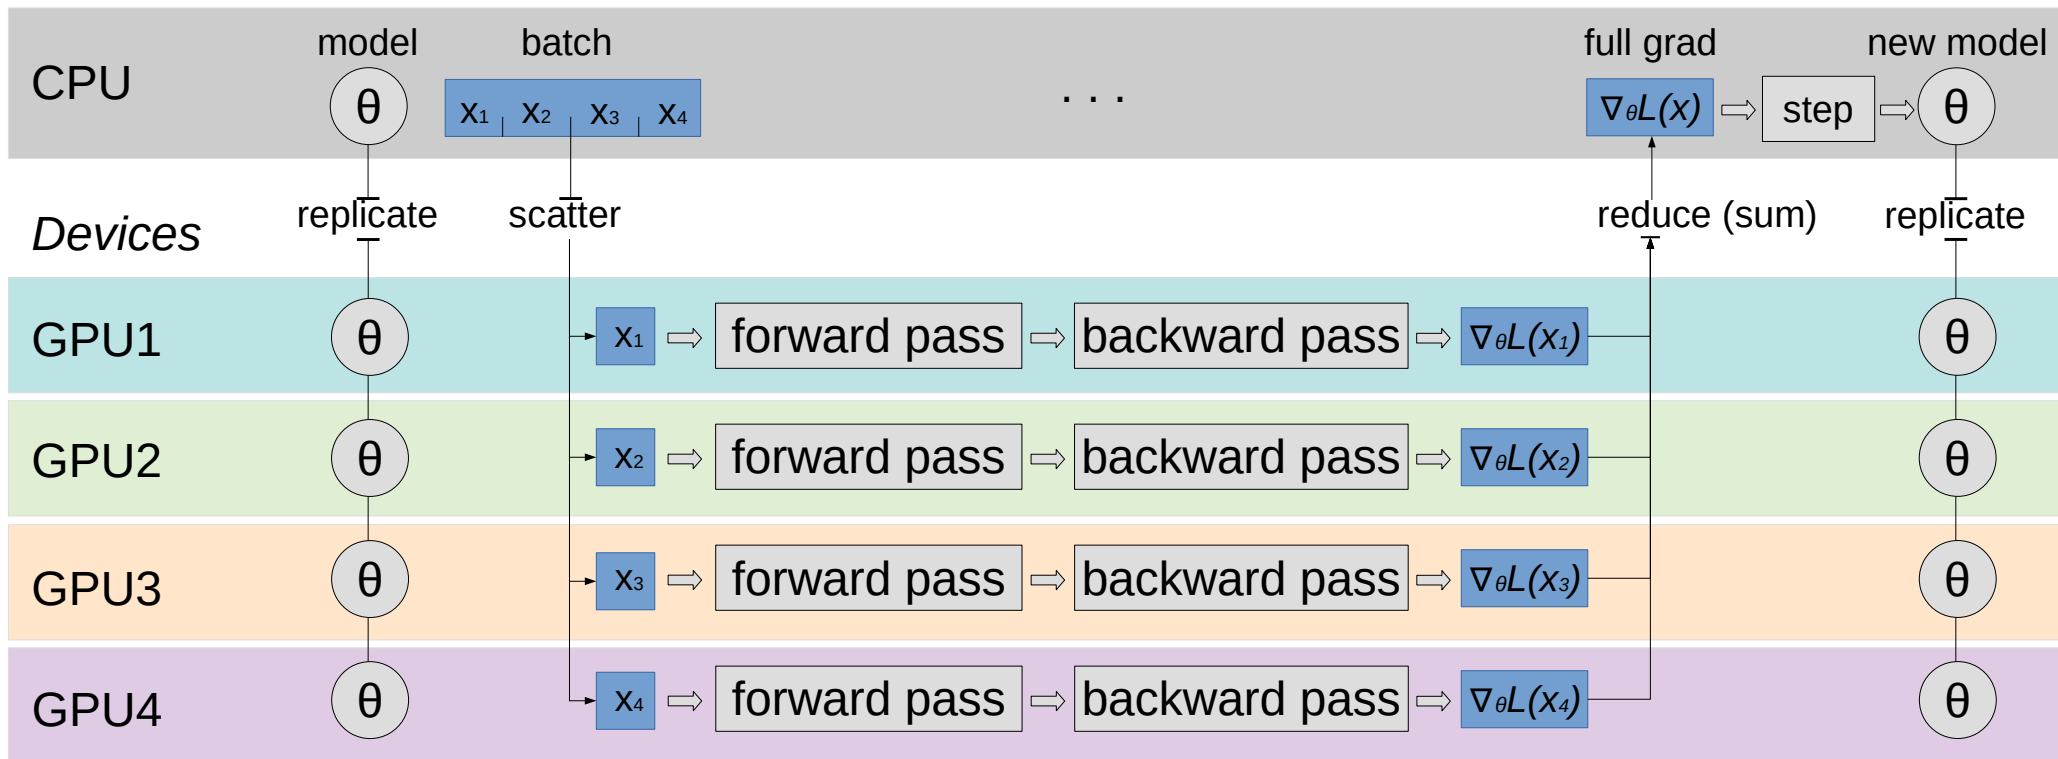 model batch full grad new model
CPU θ x₁ x₂ x₃ x₄ . . . ∇θL(x) step θ
Devices replicate scatter reduce (sum) replicate
GPU1 θ x₁ forward pass backward pass ∇θL(x₁) θ
GPU2 θ x₂ forward pass backward pass ∇θL(x₂) θ
GPU3 θ x₃ forward pass backward pass ∇θL(x₃) θ
GPU4 θ x₄ forward pass backward pass ∇θL(x₄) θ